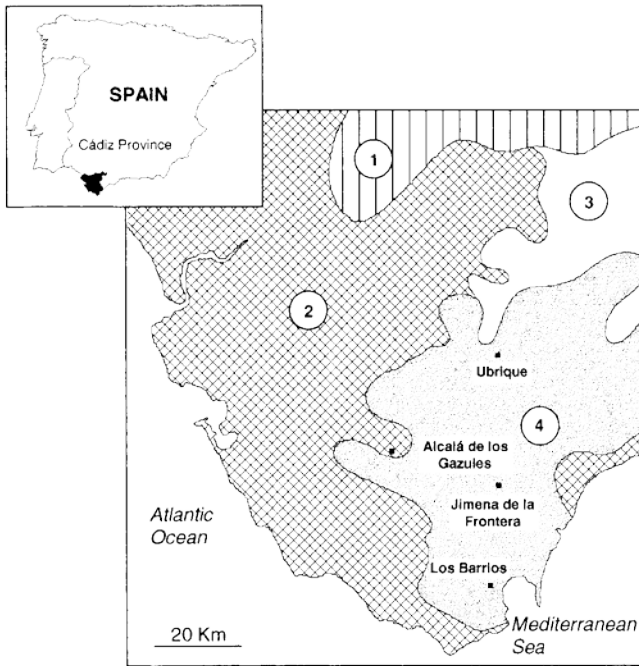 SPAIN
Cádiz Province
1
3
2
Ubrique
4
Alcalá de los
Gazules
Jimena de la
Frontera
Atlantic
Ocean
Los Barrios
20 Km
Mediterranean
Sea